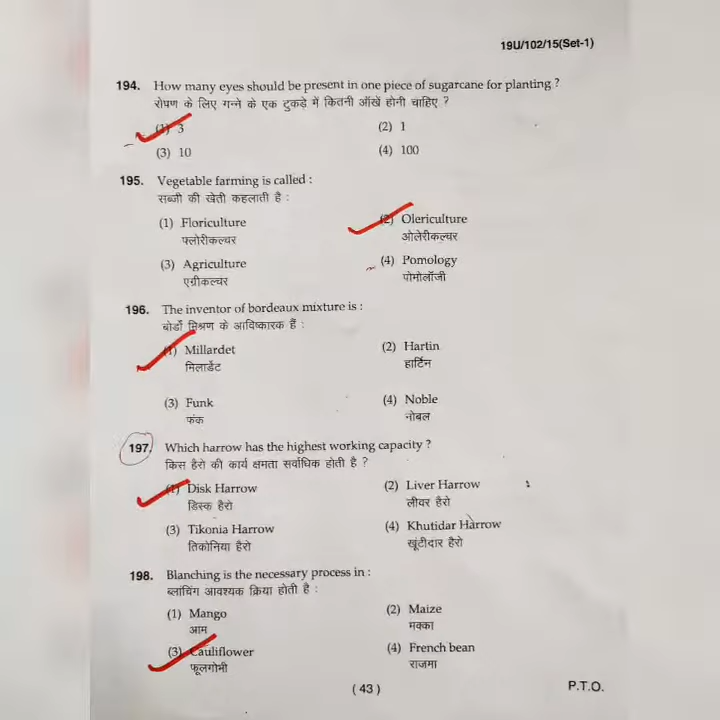 19U/102/15(Set-1)
194. How many eyes should be present in one piece of sugarcane for planting ?
रोपण के लिए गन्ने के एक टुकड़े में कितनी आँखें होनी चाहिए ?
(1) 3 (2) 1
(3) 10 (4) 100
195. Vegetable farming is called :
सब्जी की खेती कहलाती है :
(1) Floriculture (2) Olericulture
फ्लोरीकल्चर ओलेरीकल्चर
(3) Agriculture (4) Pomology
एग्रीकल्चर पोमोलॉजी
196. The inventor of bordeaux mixture is :
बोर्डों मिश्रण के आविष्कारक हैं :
(1) Millardet (2) Hartin
मिलार्डेट हार्टिन
(3) Funk (4) Noble
फंक नोबल
197. Which harrow has the highest working capacity ?
किस हैरो की कार्य क्षमता सर्वाधिक होती है ?
(1) Disk Harrow (2) Liver Harrow
डिस्क हैरो लीवर हैरो
(3) Tikonia Harrow (4) Khutidar Harrow
तिकोनिया हैरो खूंटीदार हैरो
198. Blanching is the necessary process in :
ब्लांचिंग आवश्यक क्रिया होती है :
(1) Mango (2) Maize
आम मक्का
(3) Cauliflower (4) French bean
फूलगोभी राजमा
( 43 ) P.T.O.